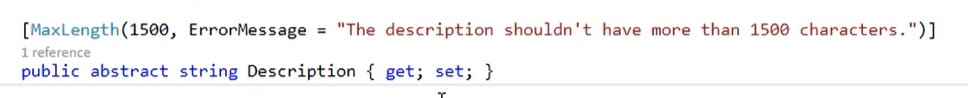 [MaxLength(1500, ErrorMessage = "The description shouldn't have more than 1500 characters.")]
1 reference
public abstract string Description { get; set; }